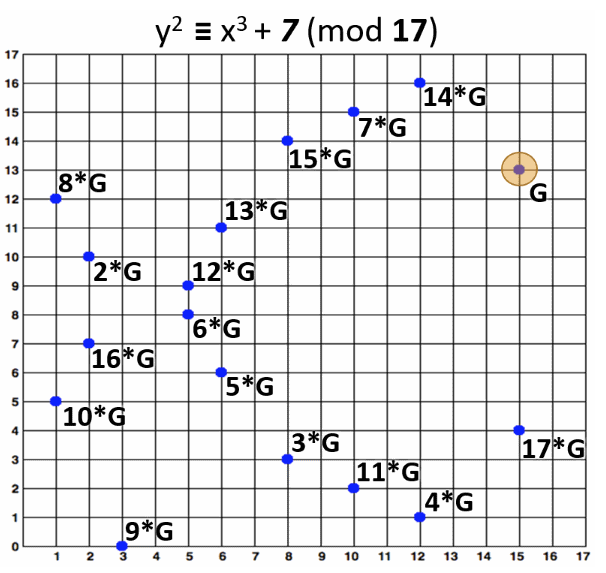 y² ≡ x³ + 7 (mod 17)
17
16
14*G
15
7*G
14
15*G
13
G
8*G
12
13*G
11
10
2*G
12*G
9
8
6*G
7
16*G
6
5*G
5
10*G
4
17*G
3*G
3
11*G
2
4*G
1
9*G
0
1 2 3 4 5 6 7 8 9 10 11 12 13 14 15 16 17